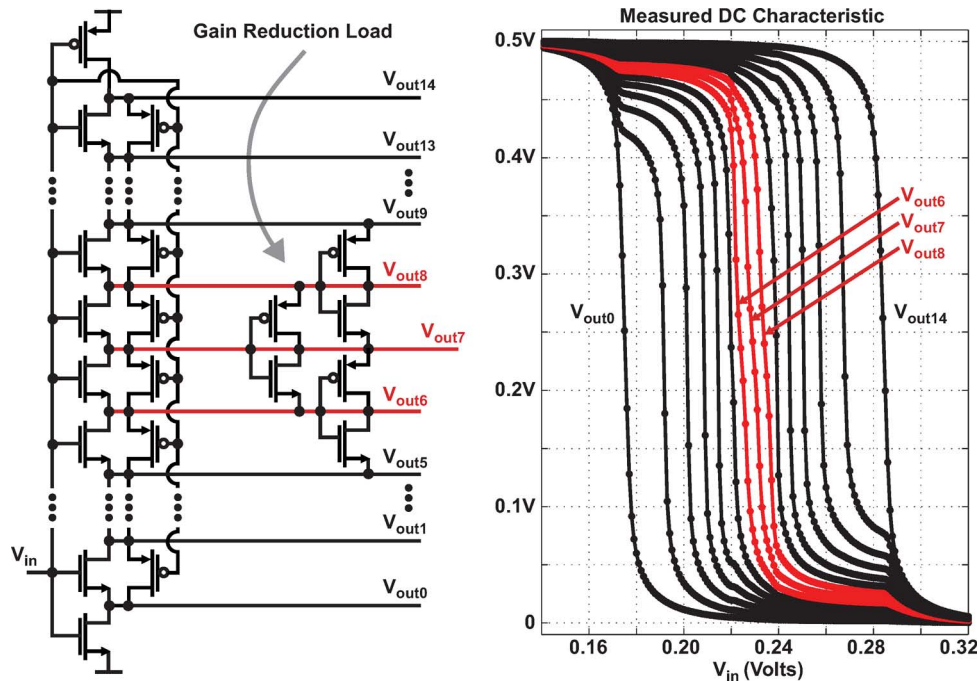 Gain Reduction Load
Vout14
Vout13
Vout9
Vout8
Vout7
Vout6
Vout5
Vout1
Vin
Vout0
Measured DC Characteristic
0.5V
0.4V
0.3V
0.2V
0.1V
0
Vout6
Vout7
Vout8
Vout0
Vout14
0.16
0.20
0.24
0.28
0.32
Vin (Volts)